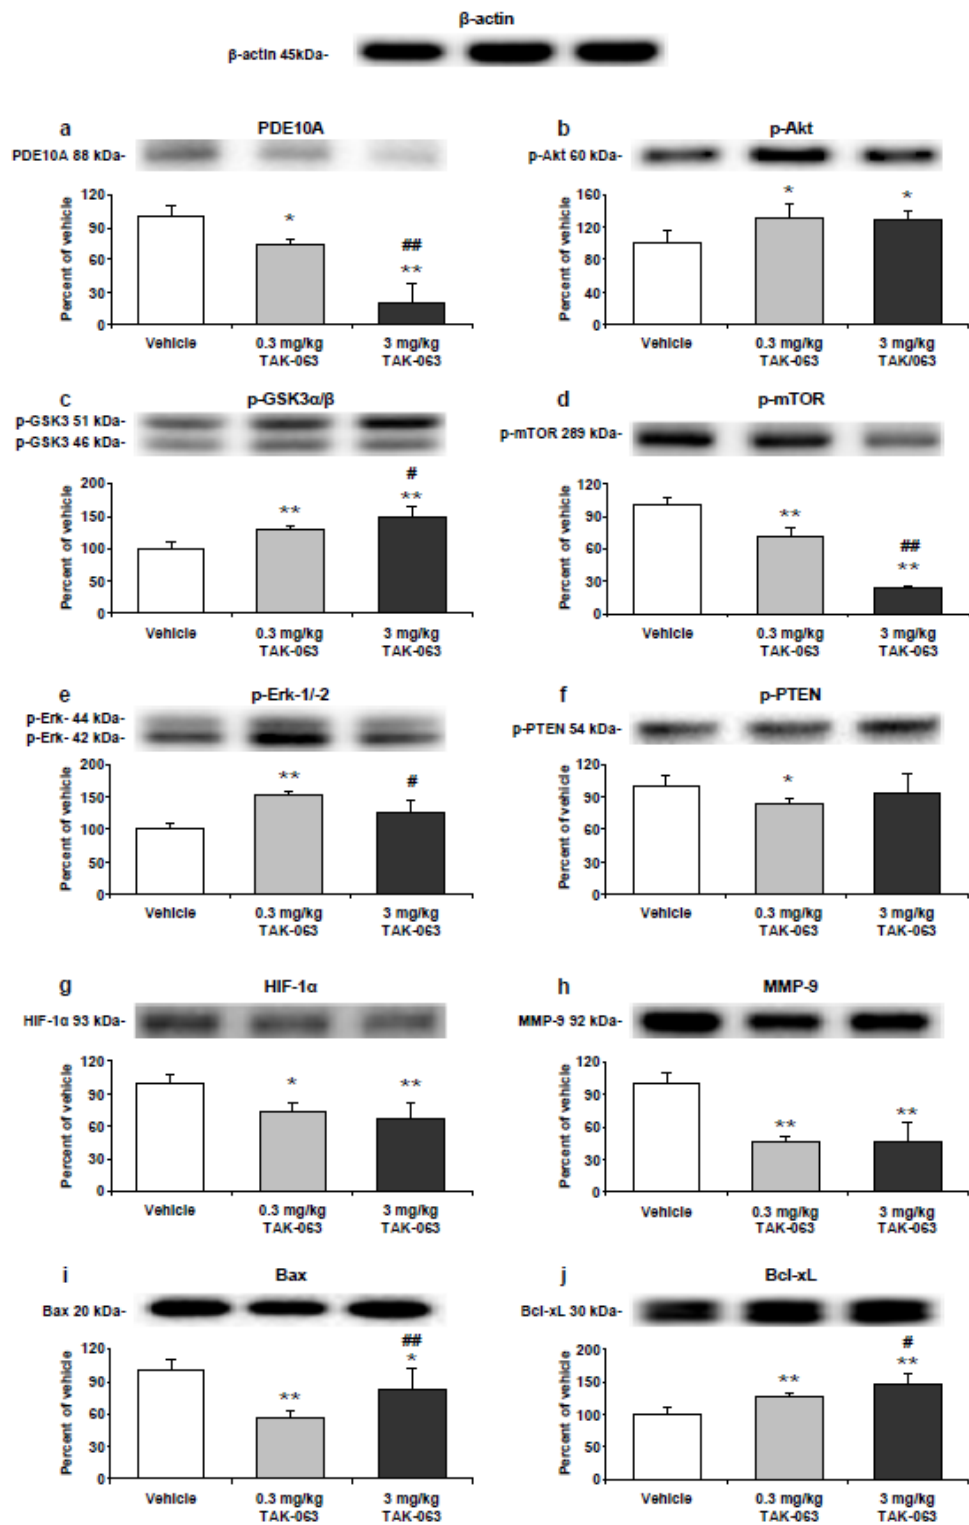 β-actin
β-actin 45kDa-
a
PDE10A
PDE10A 88 kDa-
120
90
60
30
0
Percent of vehicle
*
##
**
Vehicle
0.3 mg/kg
TAK-063
3 mg/kg
TAK-063
b
p-Akt
p-Akt 60 kDa-
160
120
80
40
0
Percent of vehicle
*
*
Vehicle
0.3 mg/kg
TAK-063
3 mg/kg
TAK/063
c
p-GSK3α/β
p-GSK3 51 kDa-
p-GSK3 46 kDa-
200
150
100
50
0
Percent of vehicle
**
#
**
Vehicle
0.3 mg/kg
TAK-063
3 mg/kg
TAK-063
d
p-mTOR
p-mTOR 289 kDa-
120
90
60
30
0
Percent of vehicle
**
##
**
Vehicle
0.3 mg/kg
TAK-063
3 mg/kg
TAK-063
e
p-Erk-1/-2
p-Erk- 44 kDa-
p-Erk- 42 kDa-
200
150
100
50
0
Percent of vehicle
**
#
Vehicle
0.3 mg/kg
TAK-063
3 mg/kg
TAK-063
f
p-PTEN
p-PTEN 54 kDa-
120
90
60
30
0
Percent of vehicle
*
Vehicle
0.3 mg/kg
TAK-063
3 mg/kg
TAK-063
g
HIF-1α
HIF-1α 93 kDa-
120
90
60
30
0
Percent of vehicle
*
**
Vehicle
0.3 mg/kg
TAK-063
3 mg/kg
TAK-063
h
MMP-9
MMP-9 92 kDa-
120
90
60
30
0
Percent of vehicle
**
**
Vehicle
0.3 mg/kg
TAK-063
3 mg/kg
TAK-063
i
Bax
Bax 20 kDa-
120
90
60
30
0
Percent of vehicle
**
##
*
Vehicle
0.3 mg/kg
TAK-063
3 mg/kg
TAK-063
j
Bcl-xL
Bcl-xL 30 kDa-
200
150
100
50
0
Percent of vehicle
**
#
**
Vehicle
0.3 mg/kg
TAK-063
3 mg/kg
TAK-063